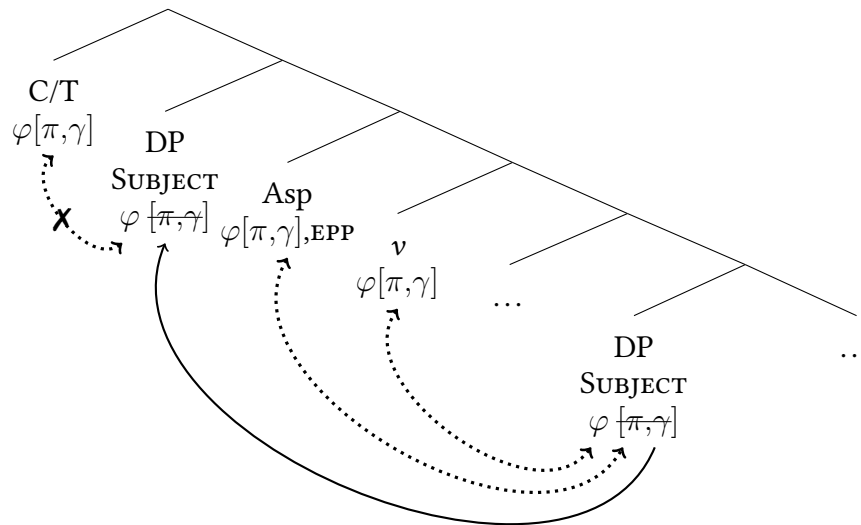 C/T
φ[π,γ]
DP
SUBJECT
φ [π,γ]
Asp
φ[π,γ],EPP
v
φ[π,γ]
...
DP
SUBJECT
φ [π,γ]
..
✗